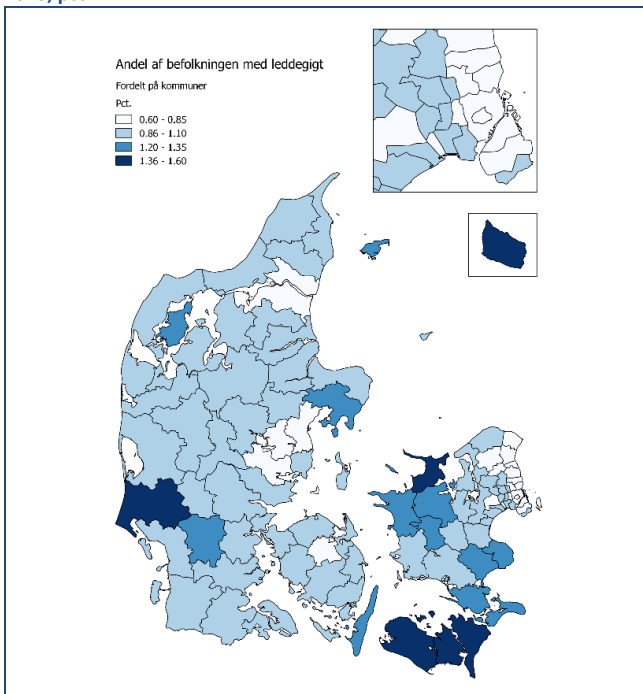 Andel af befolkningen med leddegigt
Fordelt på kommuner
Pct.
0.60 - 0.85
0.86 - 1.10
1.20 - 1.35
1.36 - 1.60